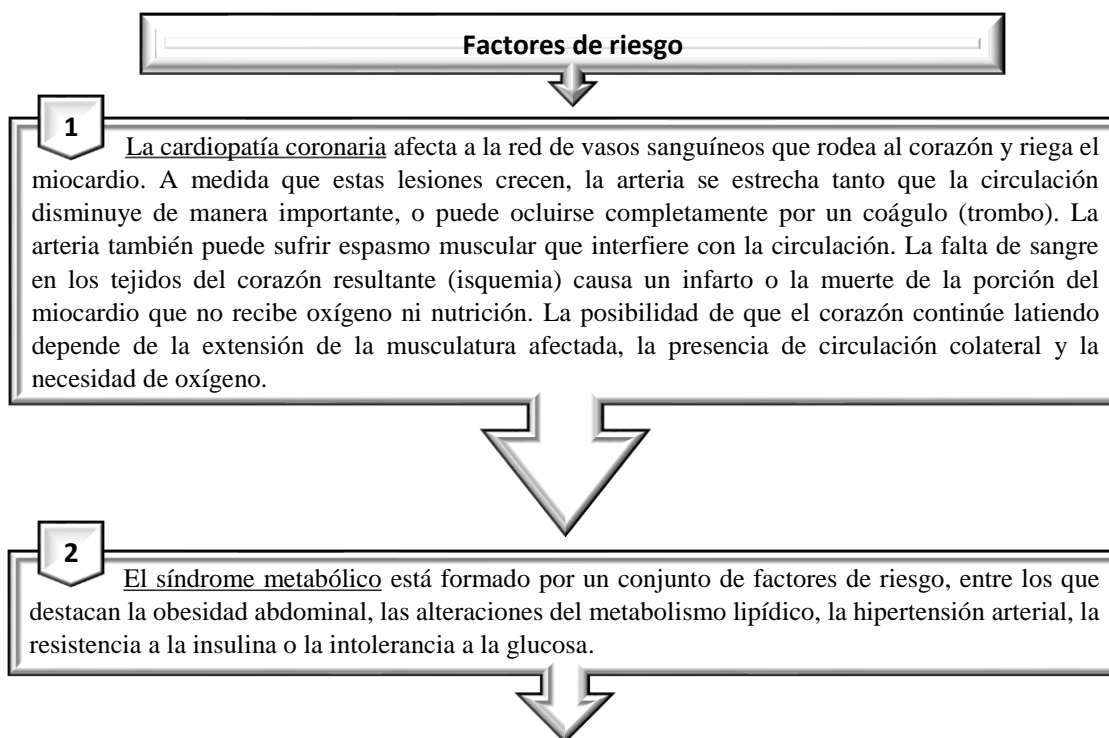 Factores de riesgo
1
La cardiopatía coronaria afecta a la red de vasos sanguíneos que rodea al corazón y riega el
miocardio. A medida que estas lesiones crecen, la arteria se estrecha tanto que la circulación
disminuye de manera importante, o puede ocluirse completamente por un coágulo (trombo). La
arteria también puede sufrir espasmo muscular que interfiere con la circulación. La falta de sangre
en los tejidos del corazón resultante (isquemia) causa un infarto o la muerte de la porción del
miocardio que no recibe oxígeno ni nutrición. La posibilidad de que el corazón continúe latiendo
depende de la extensión de la musculatura afectada, la presencia de circulación colateral y la
necesidad de oxígeno.
2
El síndrome metabólico está formado por un conjunto de factores de riesgo, entre los que
destacan la obesidad abdominal, las alteraciones del metabolismo lipídico, la hipertensión arterial, la
resistencia a la insulina o la intolerancia a la glucosa.